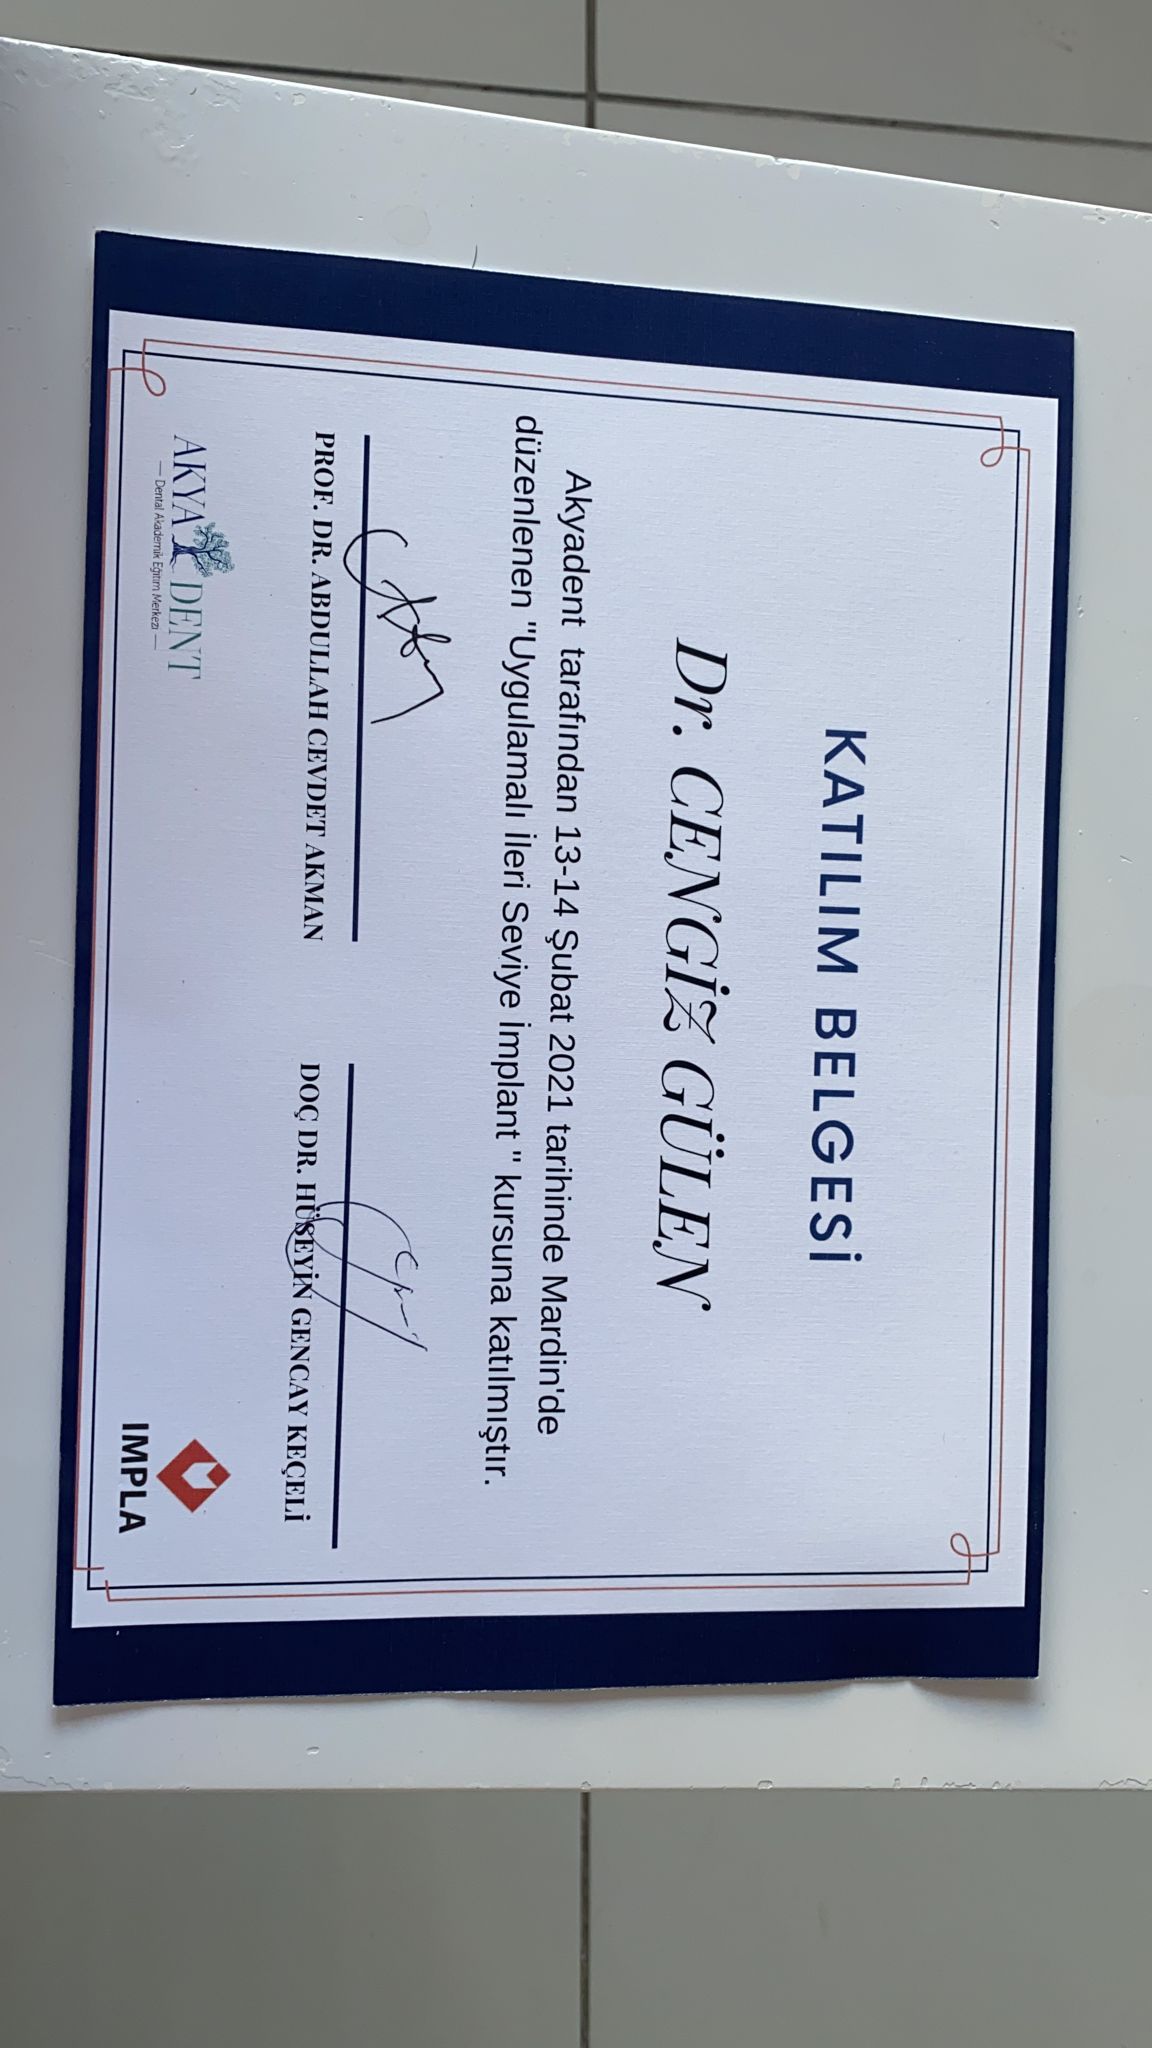 KATILIM BELGESİ
Dr. CENGİZ GÜLEN
Akyadent tarafından 13-14 Şubat 2021 tarihinde Mardin'de
düzenlenen "Uygulamalı İleri Seviye İmplant " kursuna katılmıştır.
PROF. DR. ABDULLAH CEVDET AKMAN
DOÇ DR. HÜSEYİN GENCAY KEÇELİ
AKYA DENT
— Dental Akademik Eğitim Merkezi —
IMPLA